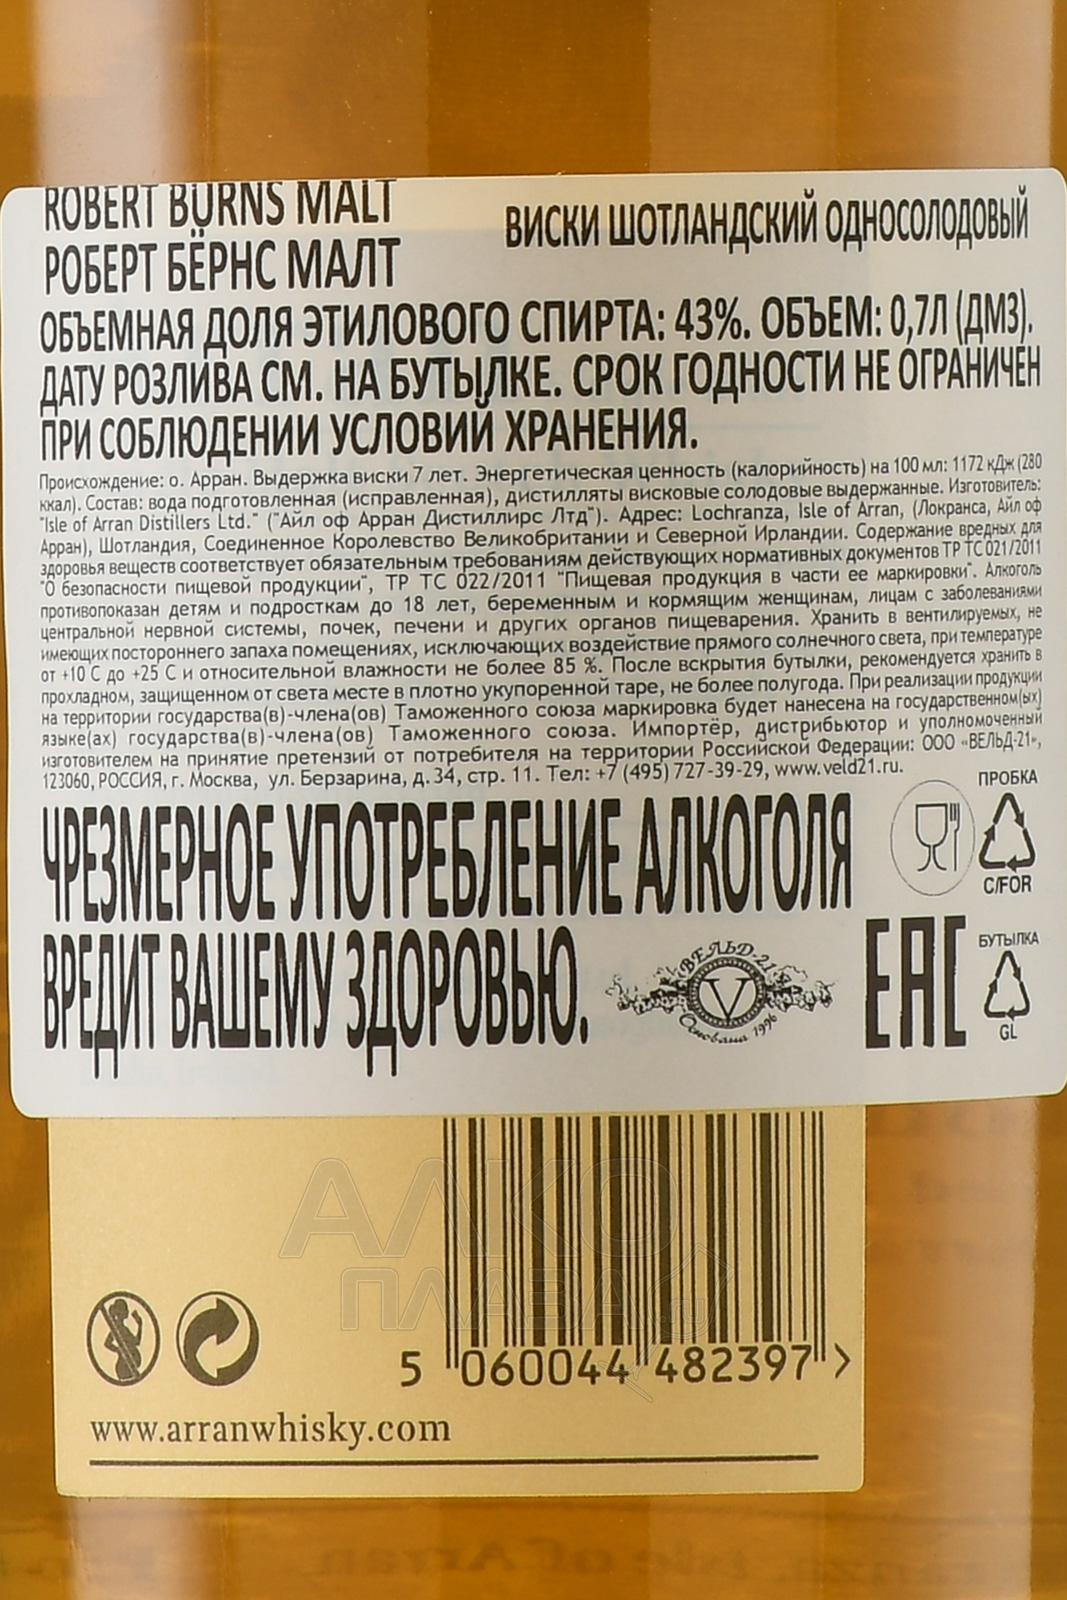 ROBERT BURNS MALT
РОБЕРТ БЁРНС МАЛТ
ВИСКИ ШОТЛАНДСКИЙ ОДНОСОЛОДОВЫЙ
ОБЪЕМНАЯ ДОЛЯ ЭТИЛОВОГО СПИРТА: 43%. ОБЪЕМ: 0,7Л (ДМ3).
ДАТУ РОЗЛИВА СМ. НА БУТЫЛКЕ. СРОК ГОДНОСТИ НЕ ОГРАНИЧЕН
ПРИ СОБЛЮДЕНИИ УСЛОВИЙ ХРАНЕНИЯ.
Происхождение: о. Арран. Выдержка виски 7 лет. Энергетическая ценность (калорийность) на 100 мл: 1172 кДж (280
ккал). Состав: вода подготовленная (исправленная), дистилляты висковые солодовые выдержанные. Изготовитель:
"Isle of Arran Distillers Ltd." ("Айл оф Арран Дистиллирс Лтд"). Адрес: Lochranza, Isle of Arran, (Локранса, Айл оф
Арран), Шотландия, Соединенное Королевство Великобритании и Северной Ирландии. Содержание вредных для
здоровья веществ соответствует обязательным требованиям действующих нормативных документов ТР ТС 021/2011
"О безопасности пищевой продукции", ТР ТС 022/2011 "Пищевая продукция в части ее маркировки". Алкоголь
противопоказан детям и подросткам до 18 лет, беременным и кормящим женщинам, лицам с заболеваниями
центральной нервной системы, почек, печени и других органов пищеварения. Хранить в вентилируемых, не
имеющих постороннего запаха помещениях, исключающих воздействие прямого солнечного света, при температуре
от +10 С до +25 С и относительной влажности не более 85 %. После вскрытия бутылки, рекомендуется хранить в
прохладном, защищенном от света месте в плотно укупоренной таре, не более полугода. При реализации продукции
на территории государства(в)-члена(ов) Таможенного союза маркировка будет нанесена на государственном(ых)
языке(ах) государства(в)-члена(ов) Таможенного союза. Импортёр, дистрибьютор и уполномоченный
изготовителем на принятие претензий от потребителя на территории Российской Федерации: ООО «ВЕЛЬД-21»,
123060, РОССИЯ, г. Москва, ул. Берзарина, д. 34, стр. 11. Тел: +7 (495) 727-39-29, www.veld21.ru.
ПРОБКА
C/FOR
ЧРЕЗМЕРНОЕ УПОТРЕБЛЕНИЕ АЛКОГОЛЯ
ВРЕДИТ ВАШЕМУ ЗДОРОВЬЮ.
ВЕЛЬД-21
V
Основана 1996
EAC
БУТЫЛКА
GL
АЛКО
ПЛАЗА.ru
5 060044 482397 >
www.arranwhisky.com